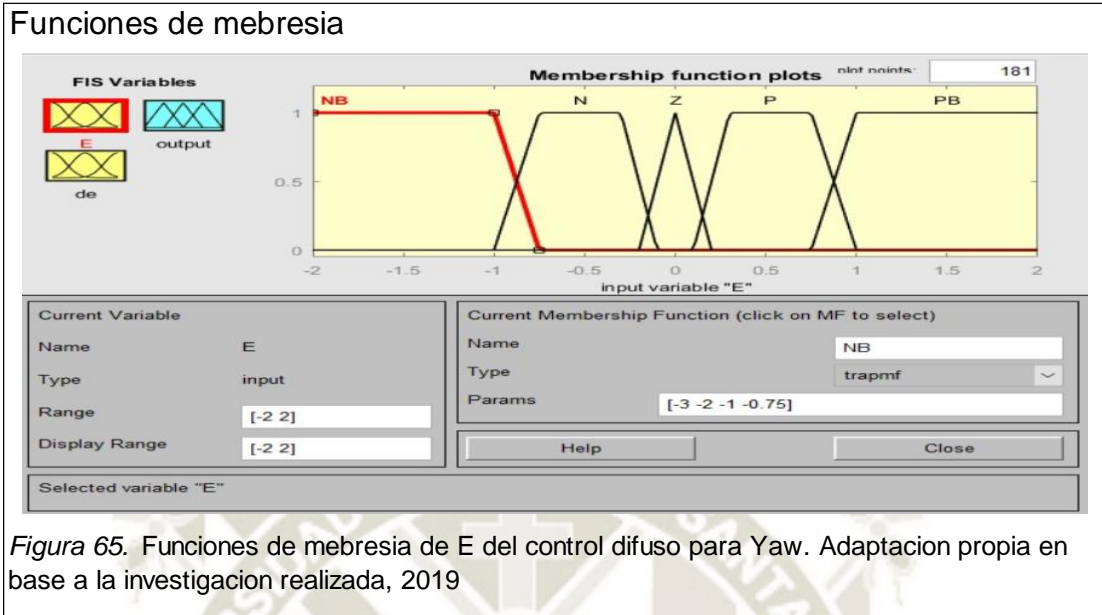 Funciones de mebresia
FIS Variables
E
output
de
Membership function plots
plot points:
181
NB
N
Z
P
PB
1
0.5
0
-2
-1.5
-1
-0.5
0
0.5
1
1.5
2
input variable "E"
Current Variable
Name E
Type input
Range [-2 2]
Display Range [-2 2]
Current Membership Function (click on MF to select)
Name NB
Type trapmf
Params [-3 -2 -1 -0.75]
Help
Close
Selected variable "E"
Figura 65. Funciones de mebresia de E del control difuso para Yaw. Adaptacion propia en
base a la investigacion realizada, 2019